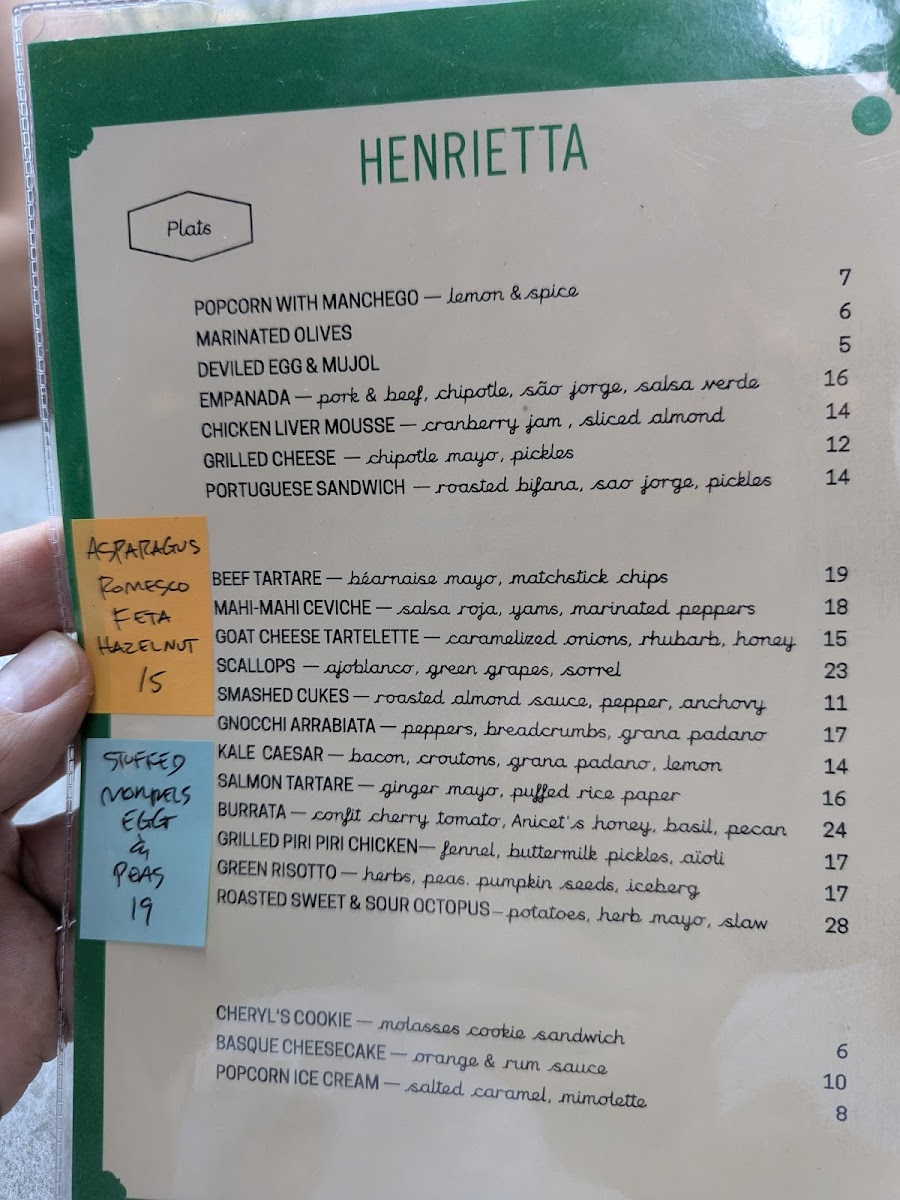 HENRIETTA
Plats
POPCORN WITH MANCHEGO — lemon & spice 7
MARINATED OLIVES 6
DEVILED EGG & MUJOL 5
EMPANADA — pork & beef, chipotle, são jorge, salsa verde 16
CHICKEN LIVER MOUSSE — cranberry jam , sliced almond 14
GRILLED CHEESE — chipotle mayo, pickles 12
PORTUGUESE SANDWICH — roasted bifana, sao jorge, pickles 14
ASPARAGUS
ROMESCO
FETA
HAZELNUT
15
STUFFED
MORRELS
EGG
&
PEAS
19
BEEF TARTARE — béarnaise mayo, matchstick chips 19
MAHI-MAHI CEVICHE — salsa roja, yams, marinated peppers 18
GOAT CHEESE TARTELETTE — caramelized onions, rhubarb, honey 15
SCALLOPS — ajoblanco, green grapes, sorrel 23
SMASHED CUKES — roasted almond sauce, pepper, anchovy 11
GNOCCHI ARRABIATA — peppers, breadcrumbs, grana padano 17
KALE CAESAR — bacon, croutons, grana padano, lemon 14
SALMON TARTARE — ginger mayo, puffed rice paper 16
BURRATA — confit cherry tomato, Anicet's honey, basil, pecan 24
GRILLED PIRI PIRI CHICKEN— fennel, buttermilk pickles, aïoli 17
GREEN RISOTTO — herbs, peas. pumpkin seeds, iceberg 17
ROASTED SWEET & SOUR OCTOPUS—potatoes, herb mayo, slaw 28
CHERYL'S COOKIE — molasses cookie sandwich 6
BASQUE CHEESECAKE — orange & rum sauce 10
POPCORN ICE CREAM — salted caramel, mimolette 8